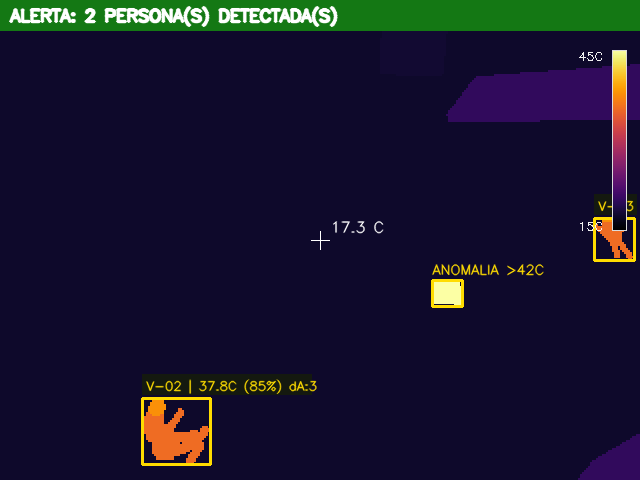 ALERTA: 2 PERSONA(S) DETECTADA(S)
45C
17.3 C
15C
ANOMALIA >42C
V-02 | 37.8C (85%) dA:3